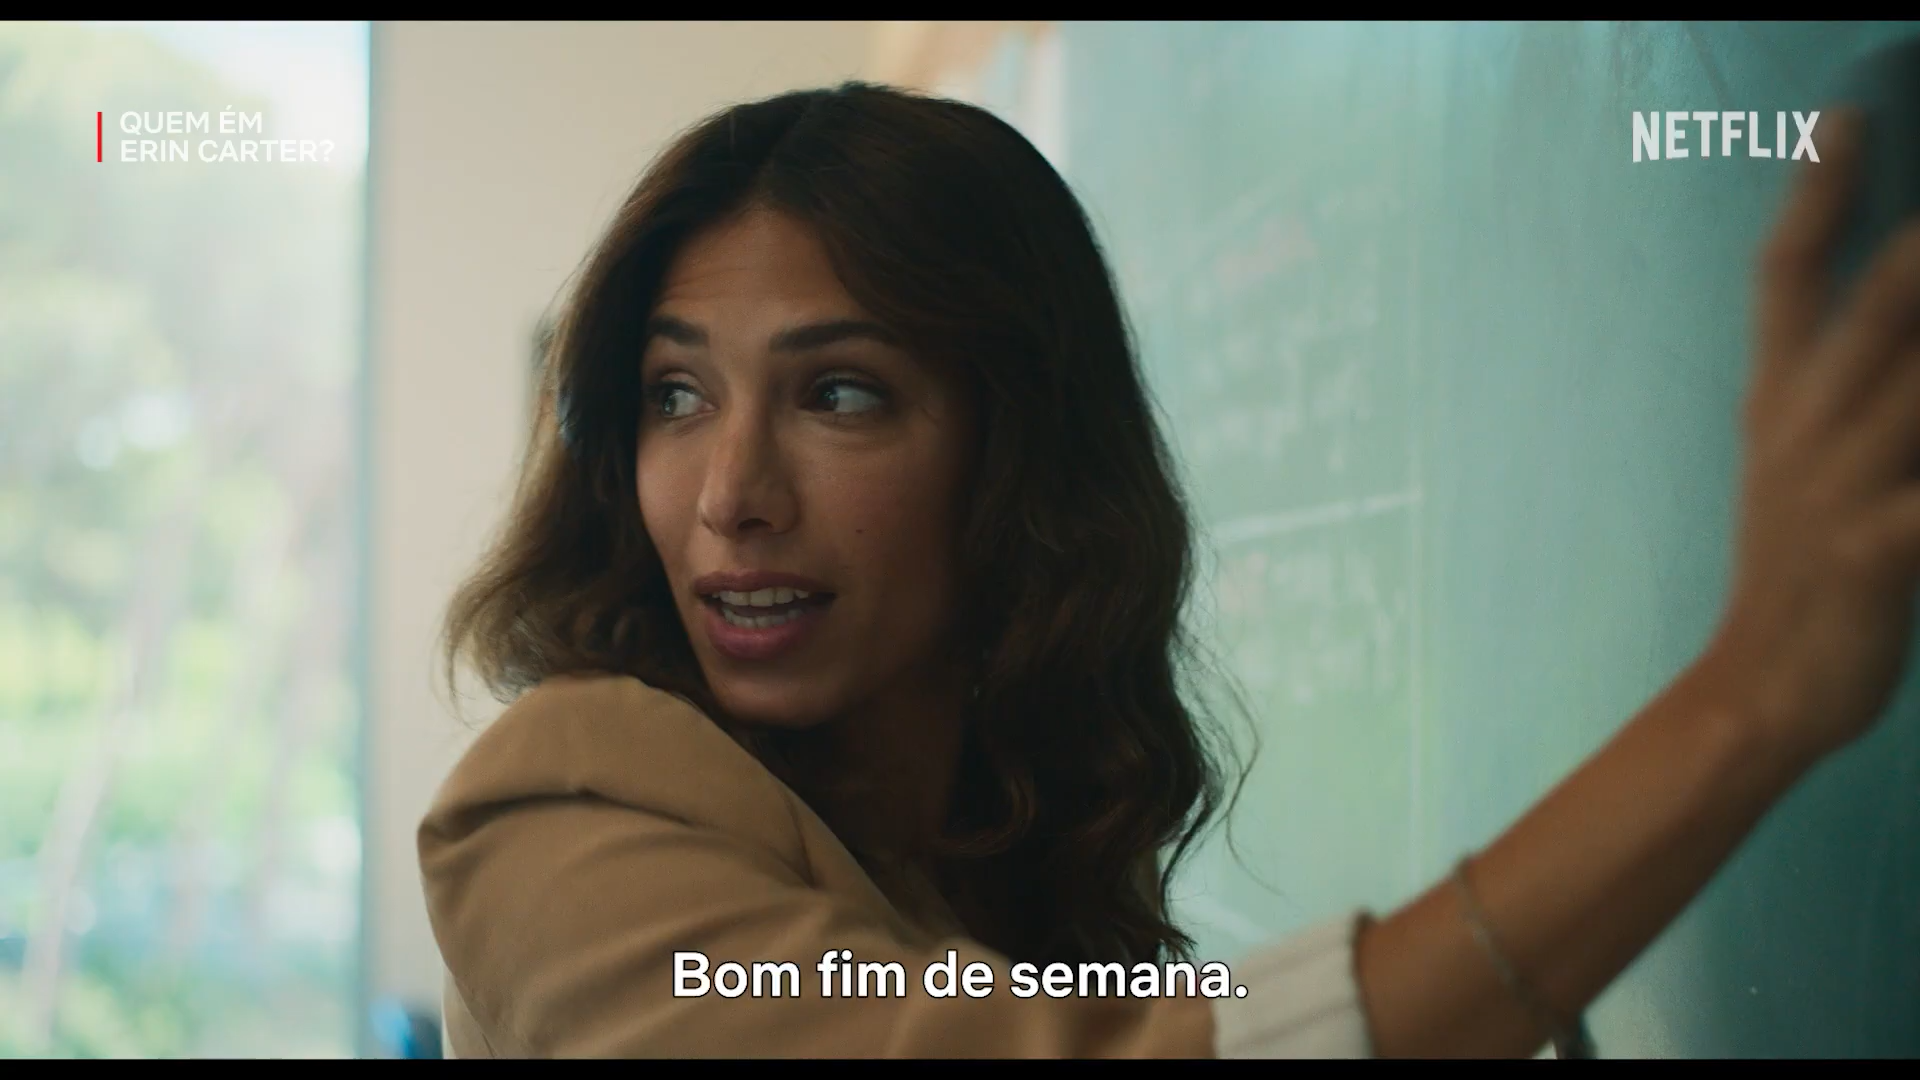 QUEM ÉM
ERIN CARTER?
NETFLIX
Bom fim de semana.